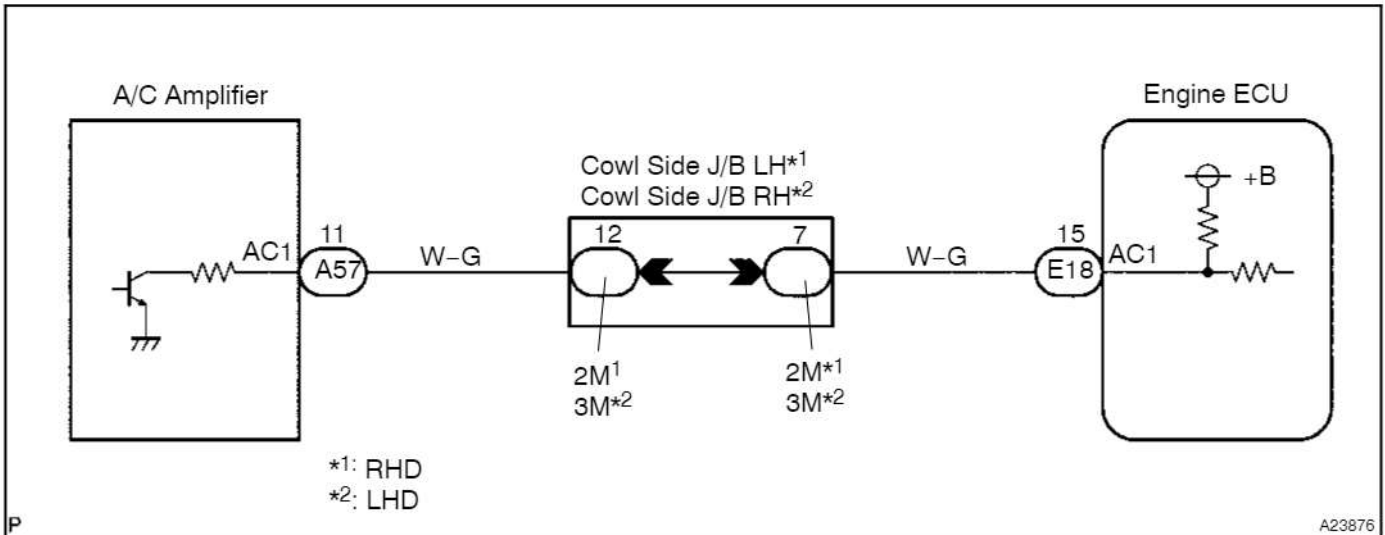 A/C Amplifier
Engine ECU
Cowl Side J/B LH*1
Cowl Side J/B RH*2
+B
AC1
11
A57
W–G
12
7
W–G
15
E18
AC1
2M1
3M*2
2M*1
3M*2
*1: RHD
*2: LHD
P
A23876